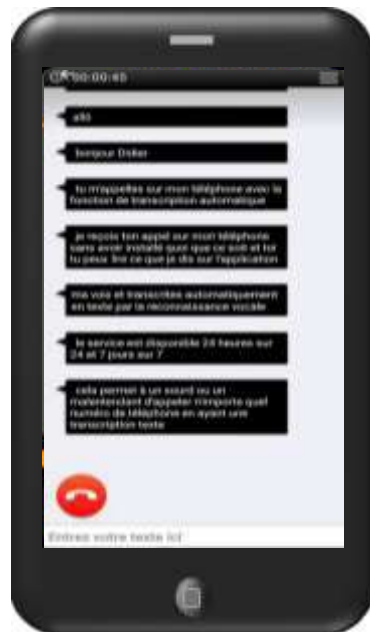 00:00:45
allô
bonjour Didier
tu m'appelles sur mon téléphone avec la
fonction de transcription automatique
je reçois ton appel sur mon téléphone
sans avoir installé quoi que ce soit et toi
tu peux lire ce que je dis sur l'application
ma voix et transcrites automatiquement
en texte par la reconnaissance vocale
le service est disponible 24 heures sur
24 et 7 jours sur 7
cela permet à un sourd ou un
malentendant d'appeler n'importe quel
numéro de téléphone en ayant une
transcription texte
Entrez votre texte ici